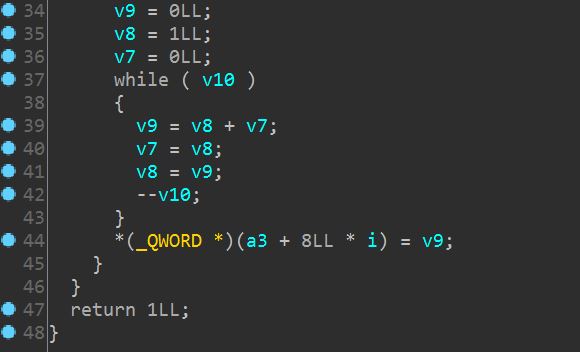 34 v9 = 0LL;
35 v8 = 1LL;
36 v7 = 0LL;
37 while ( v10 )
38 {
39 v9 = v8 + v7;
40 v7 = v8;
41 v8 = v9;
42 --v10;
43 }
44 *(_QWORD *)(a3 + 8LL * i) = v9;
45 }
46 }
47 return 1LL;
48 }